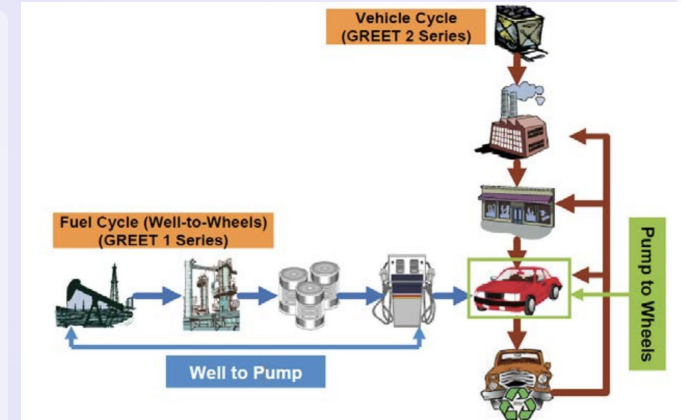 Vehicle Cycle
(GREET 2 Series)
Fuel Cycle (Well-to-Wheels)
(GREET 1 Series)
Well to Pump
Pump to Wheels